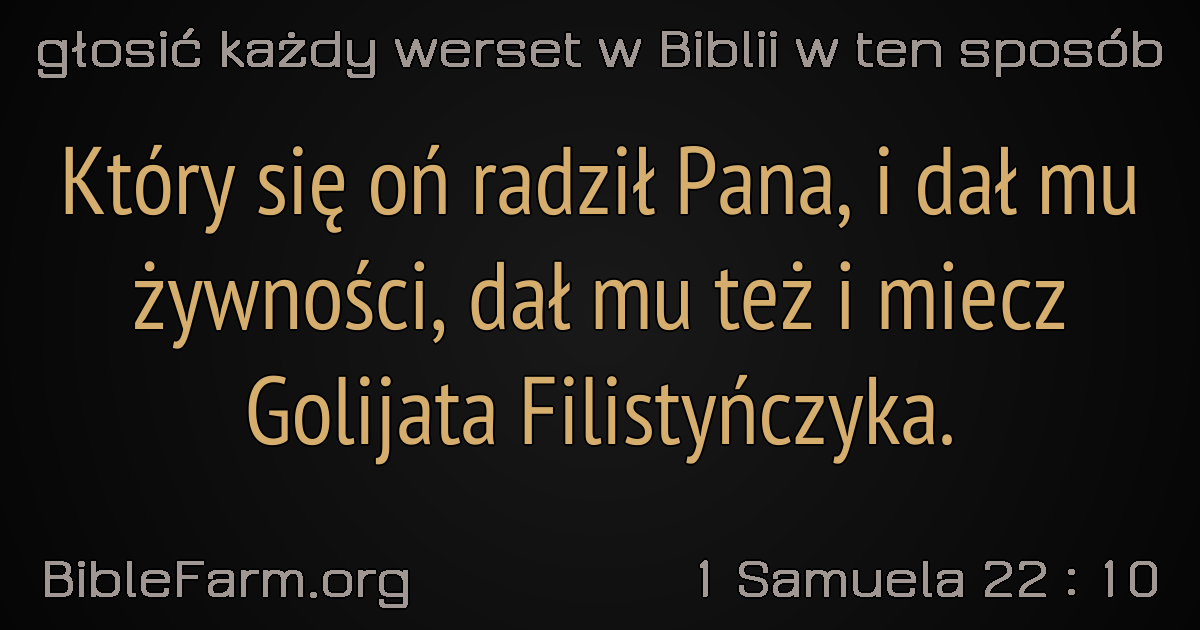 głosić każdy werset w Biblii w ten sposób
Który się oń radził Pana, i dał mu
żywności, dał mu też i miecz
Golijata Filistyńczyka.
BibleFarm.org
1 Samuela 22 : 10